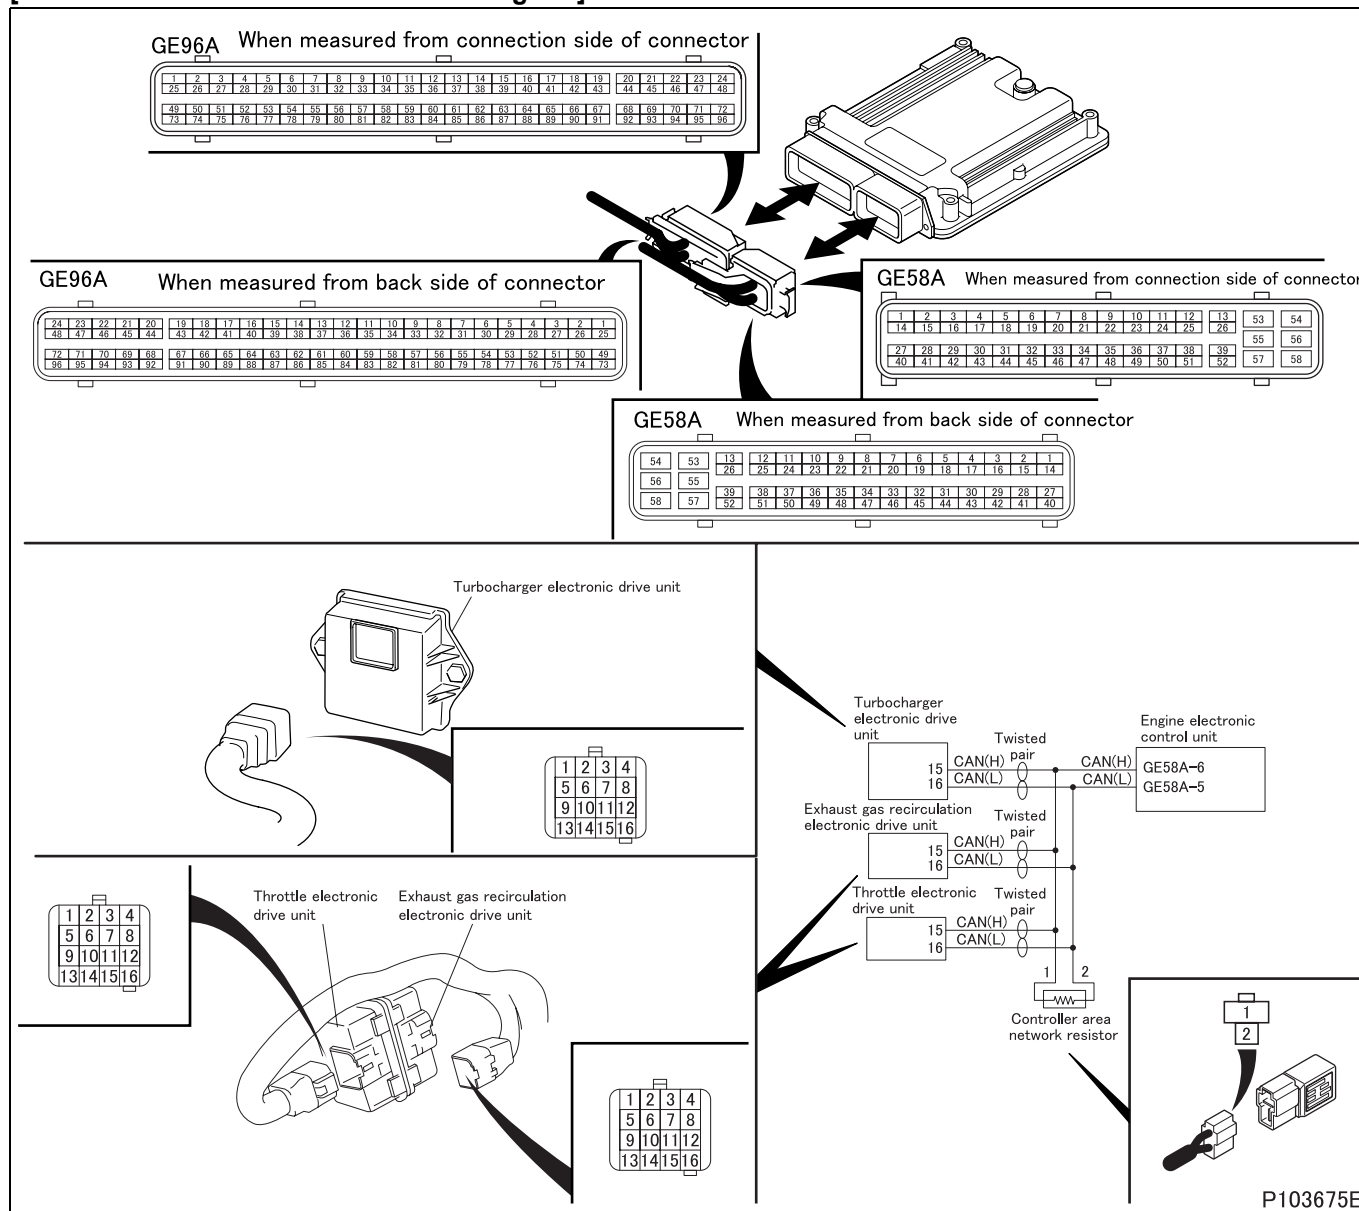 GE96A When measured from connection side of connector
1 2 3 4 5 6 7 8 9 10 11 12 13 14 15 16 17 18 19 20 21 22 23 24
25 26 27 28 29 30 31 32 33 34 35 36 37 38 39 40 41 42 43 44 45 46 47 48
49 50 51 52 53 54 55 56 57 58 59 60 61 62 63 64 65 66 67 68 69 70 71 72
73 74 75 76 77 78 79 80 81 82 83 84 85 86 87 88 89 90 91 92 93 94 95 96
GE96A When measured from back side of connector
24 23 22 21 20 19 18 17 16 15 14 13 12 11 10 9 8 7 6 5 4 3 2 1
48 47 46 45 44 43 42 41 40 39 38 37 36 35 34 33 32 31 30 29 28 27 26 25
72 71 70 69 68 67 66 65 64 63 62 61 60 59 58 57 56 55 54 53 52 51 50 49
96 95 94 93 92 91 90 89 88 87 86 85 84 83 82 81 80 79 78 77 76 75 74 73
GE58A When measured from connection side of connector
1 2 3 4 5 6 7 8 9 10 11 12 13 53 54
14 15 16 17 18 19 20 21 22 23 24 25 26
55 56
27 28 29 30 31 32 33 34 35 36 37 38 39
40 41 42 43 44 45 46 47 48 49 50 51 52 57 58
GE58A When measured from back side of connector
54 53 13 12 11 10 9 8 7 6 5 4 3 2 1
26 25 24 23 22 21 20 19 18 17 16 15 14
56 55
39 38 37 36 35 34 33 32 31 30 29 28 27
58 57 52 51 50 49 48 47 46 45 44 43 42 41 40
Turbocharger electronic drive unit
1 2 3 4
5 6 7 8
9 10 11 12
13 14 15 16
Throttle electronic
drive unit
Exhaust gas recirculation
electronic drive unit
1 2 3 4
5 6 7 8
9 10 11 12
13 14 15 16
1 2 3 4
5 6 7 8
9 10 11 12
13 14 15 16
Turbocharger
electronic drive
unit
15 CAN(H)
16 CAN(L)
Twisted
pair
CAN(H)
CAN(L)
Engine electronic
control unit
GE58A-6
GE58A-5
Exhaust gas recirculation
electronic drive unit
15 CAN(H)
16 CAN(L)
Twisted
pair
Throttle electronic
drive unit
15 CAN(H)
16 CAN(L)
Twisted
pair
1 2
Controller area
network resistor
1
2
P103675E